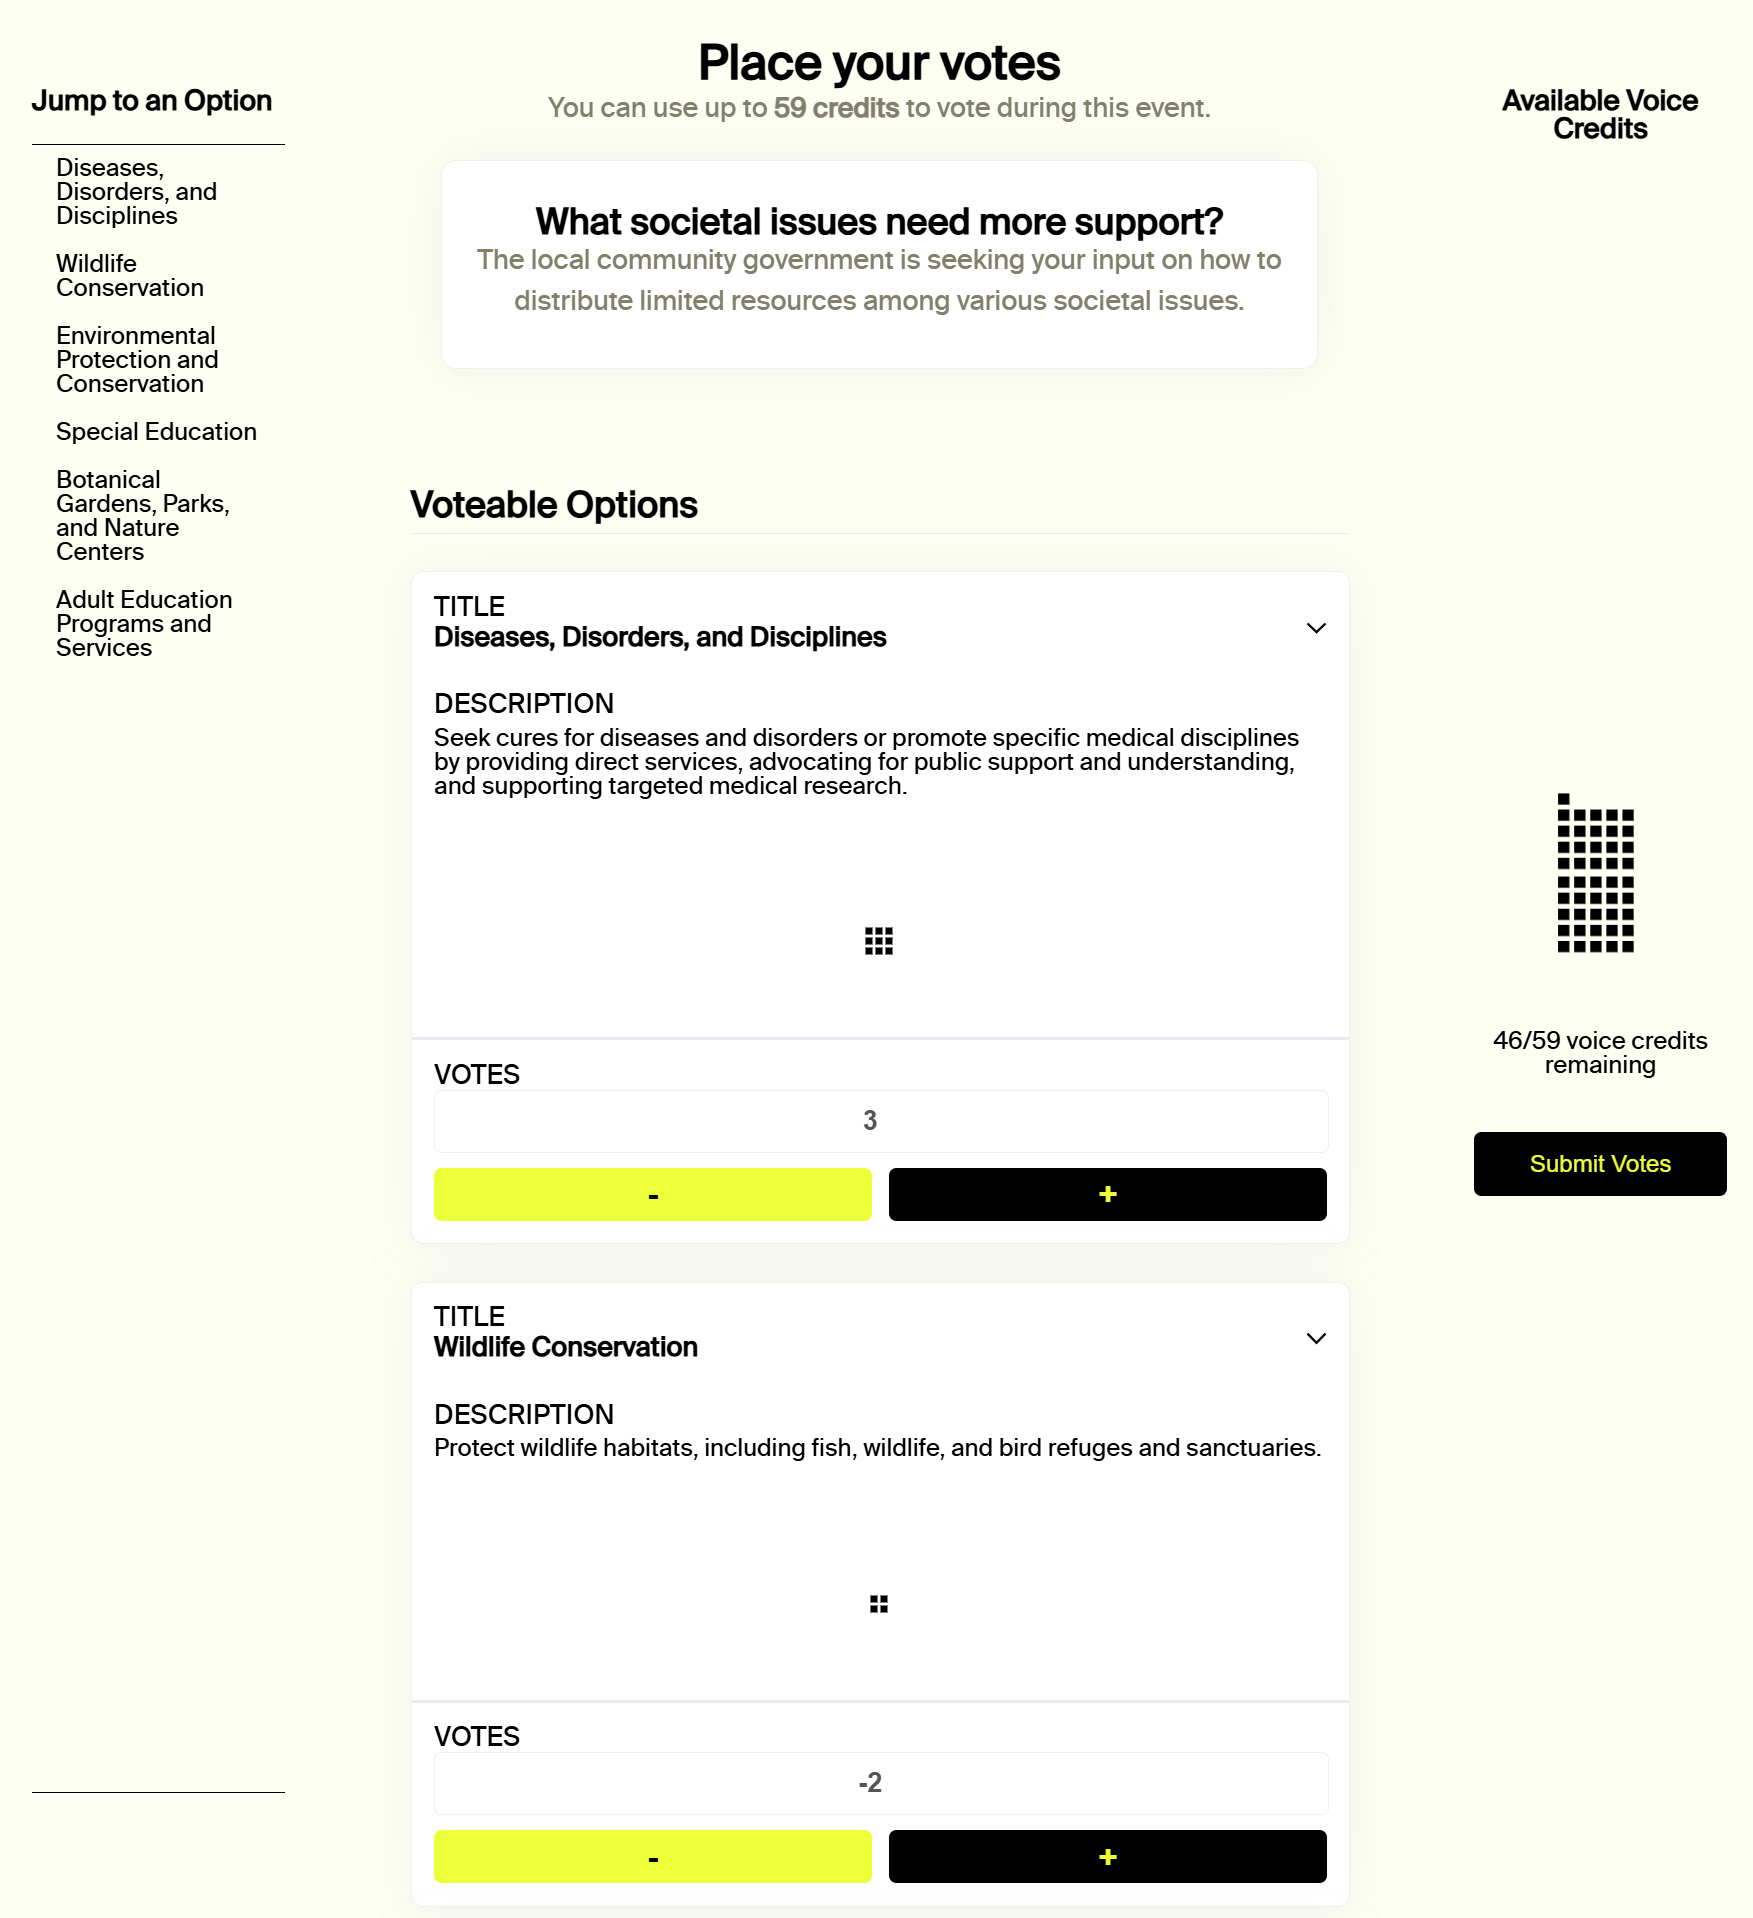 Jump to an Option
Diseases,
Disorders, and
Disciplines
Wildlife
Conservation
Environmental
Protection and
Conservation
Special Education
Botanical
Gardens, Parks,
and Nature
Centers
Adult Education
Programs and
Services
Place your votes
You can use up to 59 credits to vote during this event.
What societal issues need more support?
The local community government is seeking your input on how to
distribute limited resources among various societal issues.
Voteable Options
TITLE
Diseases, Disorders, and Disciplines
DESCRIPTION
Seek cures for diseases and disorders or promote specific medical disciplines
by providing direct services, advocating for public support and understanding,
and supporting targeted medical research.
VOTES
3
- +
TITLE
Wildlife Conservation
DESCRIPTION
Protect wildlife habitats, including fish, wildlife, and bird refuges and sanctuaries.
VOTES
-2
- +
Available Voice
Credits
46/59 voice credits
remaining
Submit Votes